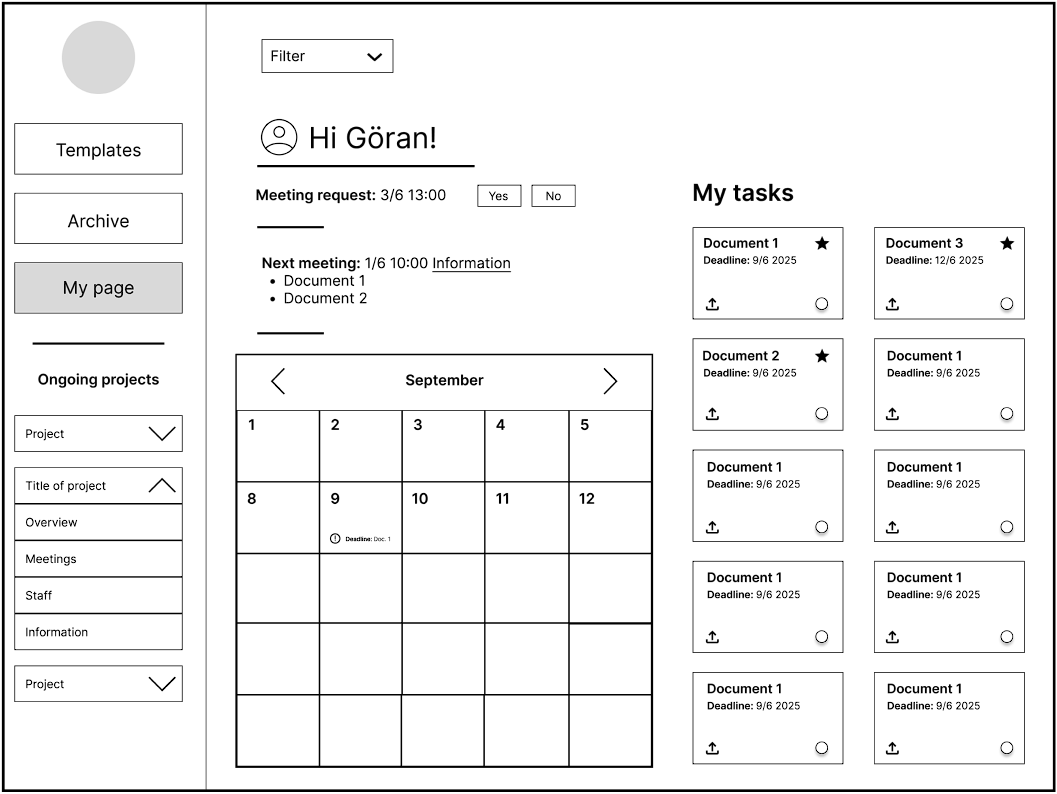 Templates
Archive
My page
Ongoing projects
Project
Title of project
Overview
Meetings
Staff
Information
Project
Filter
Hi Göran!
Meeting request: 3/6 13:00
Yes
No
Next meeting: 1/6 10:00 Information
• Document 1
• Document 2
September
1 2 3 4 5
8 9 10 11 12
Deadline: Doc. 1
My tasks
Document 1
Deadline: 9/6 2025
Document 3
Deadline: 12/6 2025
Document 2
Deadline: 9/6 2025
Document 1
Deadline: 9/6 2025
Document 1
Deadline: 9/6 2025
Document 1
Deadline: 9/6 2025
Document 1
Deadline: 9/6 2025
Document 1
Deadline: 9/6 2025
Document 1
Deadline: 9/6 2025
Document 1
Deadline: 9/6 2025